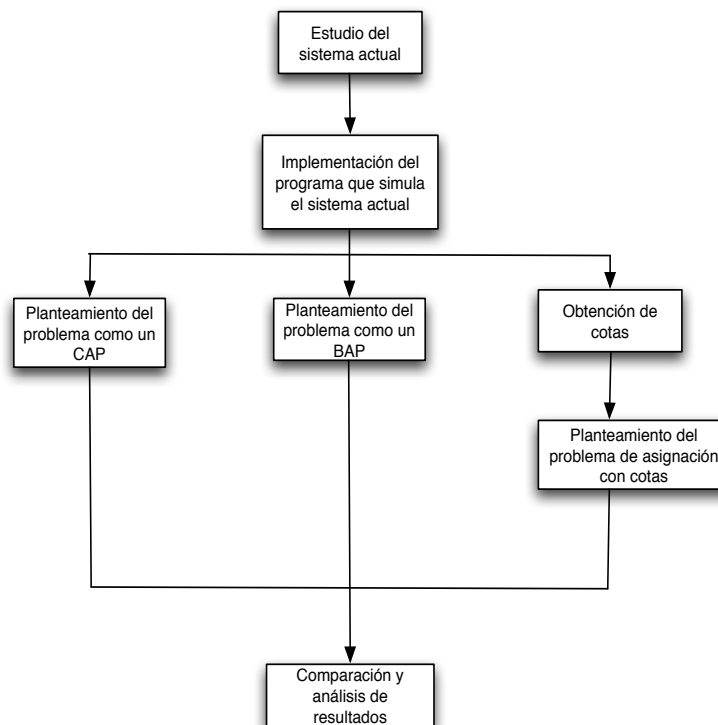 Estudio del
sistema actual
Implementación del
programa que simula
el sistema actual
Planteamiento del
problema como un
CAP
Planteamiento del
problema como un
BAP
Obtención de
cotas
Planteamiento del
problema de asignación
con cotas
Comparación y
análisis de
resultados